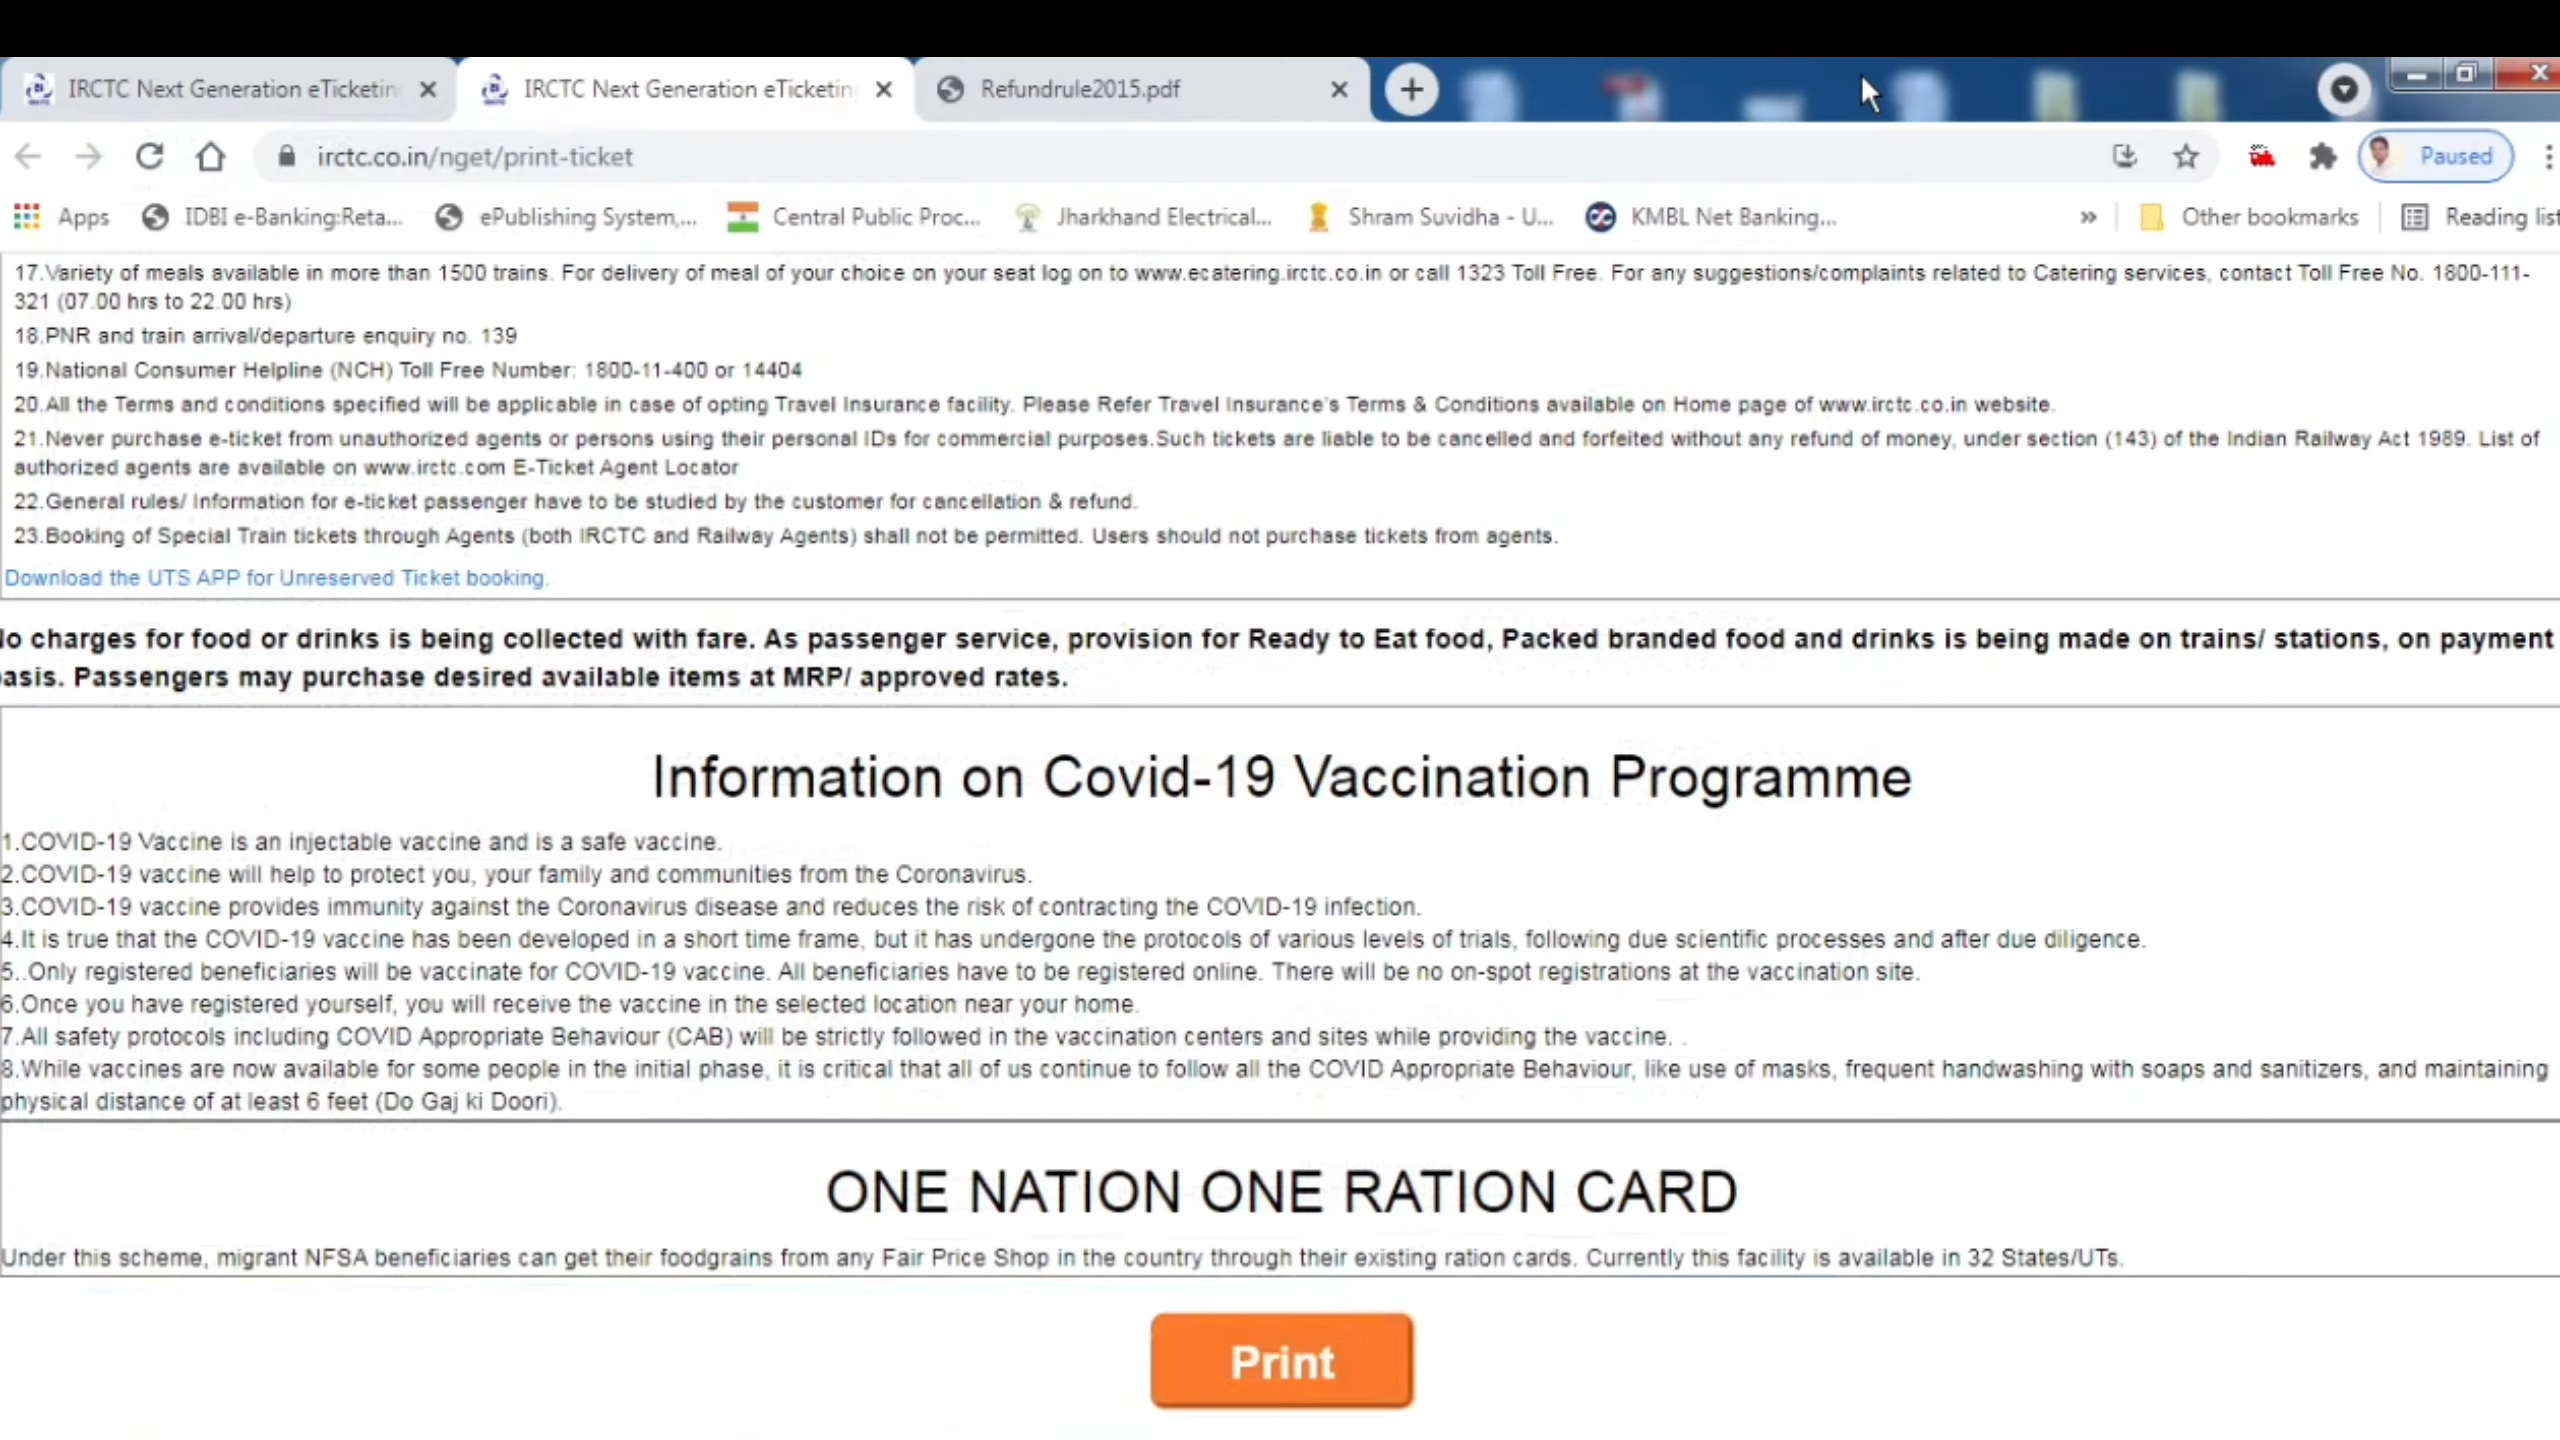 IRCTC Next Generation eTicketin
IRCTC Next Generation eTicketin
Refundrule2015.pdf
irctc.co.in/nget/print-ticket
Paused
Apps
IDBI e-Banking:Reta...
ePublishing System,...
Central Public Proc...
Jharkhand Electrical...
Shram Suvidha - U...
KMBL Net Banking...
»
Other bookmarks
Reading list
17.Variety of meals available in more than 1500 trains. For delivery of meal of your choice on your seat log on to www.ecatering.irctc.co.in or call 1323 Toll Free. For any suggestions/complaints related to Catering services, contact Toll Free No. 1800-111-
321 (07.00 hrs to 22.00 hrs)
18.PNR and train arrival/departure enquiry no. 139
19.National Consumer Helpline (NCH) Toll Free Number: 1800-11-400 or 14404
20.All the Terms and conditions specified will be applicable in case of opting Travel Insurance facility. Please Refer Travel Insurance's Terms & Conditions available on Home page of www.irctc.co.in website.
21.Never purchase e-ticket from unauthorized agents or persons using their personal IDs for commercial purposes.Such tickets are liable to be cancelled and forfeited without any refund of money, under section (143) of the Indian Railway Act 1989. List of
authorized agents are available on www.irctc.com E-Ticket Agent Locator
22.General rules/ Information for e-ticket passenger have to be studied by the customer for cancellation & refund.
23.Booking of Special Train tickets through Agents (both IRCTC and Railway Agents) shall not be permitted. Users should not purchase tickets from agents.
Download the UTS APP for Unreserved Ticket booking.
o charges for food or drinks is being collected with fare. As passenger service, provision for Ready to Eat food, Packed branded food and drinks is being made on trains/ stations, on payment
asis. Passengers may purchase desired available items at MRP/ approved rates.
Information on Covid-19 Vaccination Programme
1.COVID-19 Vaccine is an injectable vaccine and is a safe vaccine.
2.COVID-19 vaccine will help to protect you, your family and communities from the Coronavirus.
3.COVID-19 vaccine provides immunity against the Coronavirus disease and reduces the risk of contracting the COVID-19 infection.
4.It is true that the COVID-19 vaccine has been developed in a short time frame, but it has undergone the protocols of various levels of trials, following due scientific processes and after due diligence.
5..Only registered beneficiaries will be vaccinate for COVID-19 vaccine. All beneficiaries have to be registered online. There will be no on-spot registrations at the vaccination site.
6.Once you have registered yourself, you will receive the vaccine in the selected location near your home.
7.All safety protocols including COVID Appropriate Behaviour (CAB) will be strictly followed in the vaccination centers and sites while providing the vaccine. .
8.While vaccines are now available for some people in the initial phase, it is critical that all of us continue to follow all the COVID Appropriate Behaviour, like use of masks, frequent handwashing with soaps and sanitizers, and maintaining
physical distance of at least 6 feet (Do Gaj ki Doori).
ONE NATION ONE RATION CARD
Under this scheme, migrant NFSA beneficiaries can get their foodgrains from any Fair Price Shop in the country through their existing ration cards. Currently this facility is available in 32 States/UTs.
Print